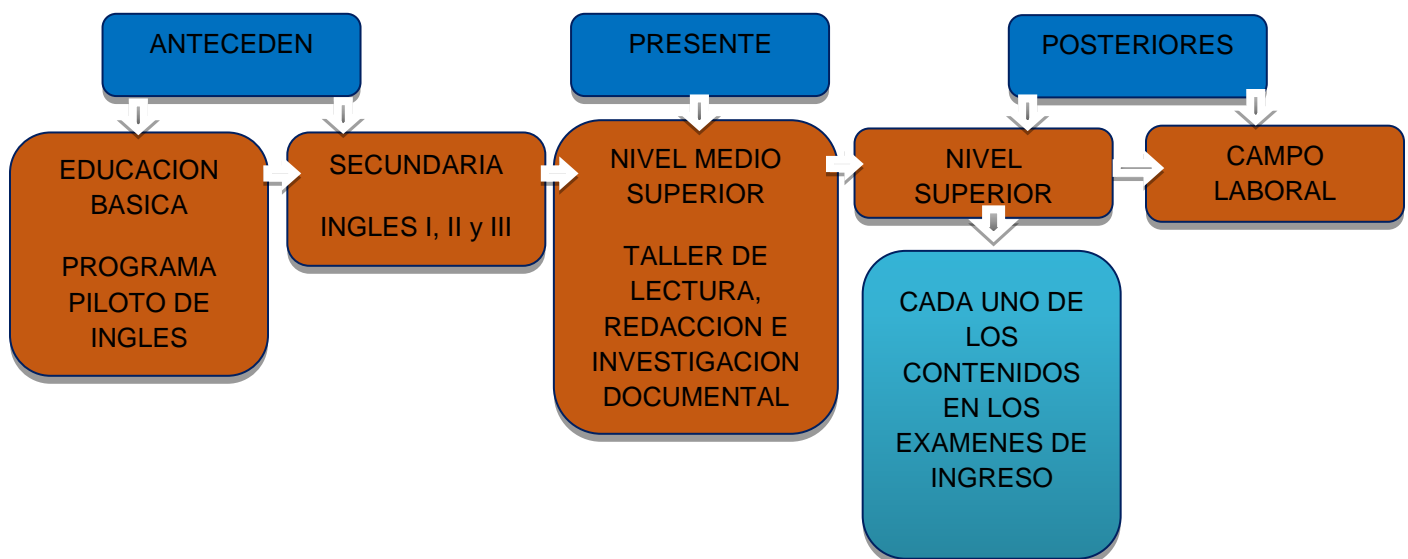 ANTECEDEN
PRESENTE
POSTERIORES
EDUCACION
BASICA
PROGRAMA
PILOTO DE
INGLES
SECUNDARIA
INGLES I, II y III
NIVEL MEDIO
SUPERIOR
TALLER DE
LECTURA,
REDACCION E
INVESTIGACION
DOCUMENTAL
NIVEL
SUPERIOR
CAMPO
LABORAL
CADA UNO DE
LOS
CONTENIDOS
EN LOS
EXAMENES DE
INGRESO